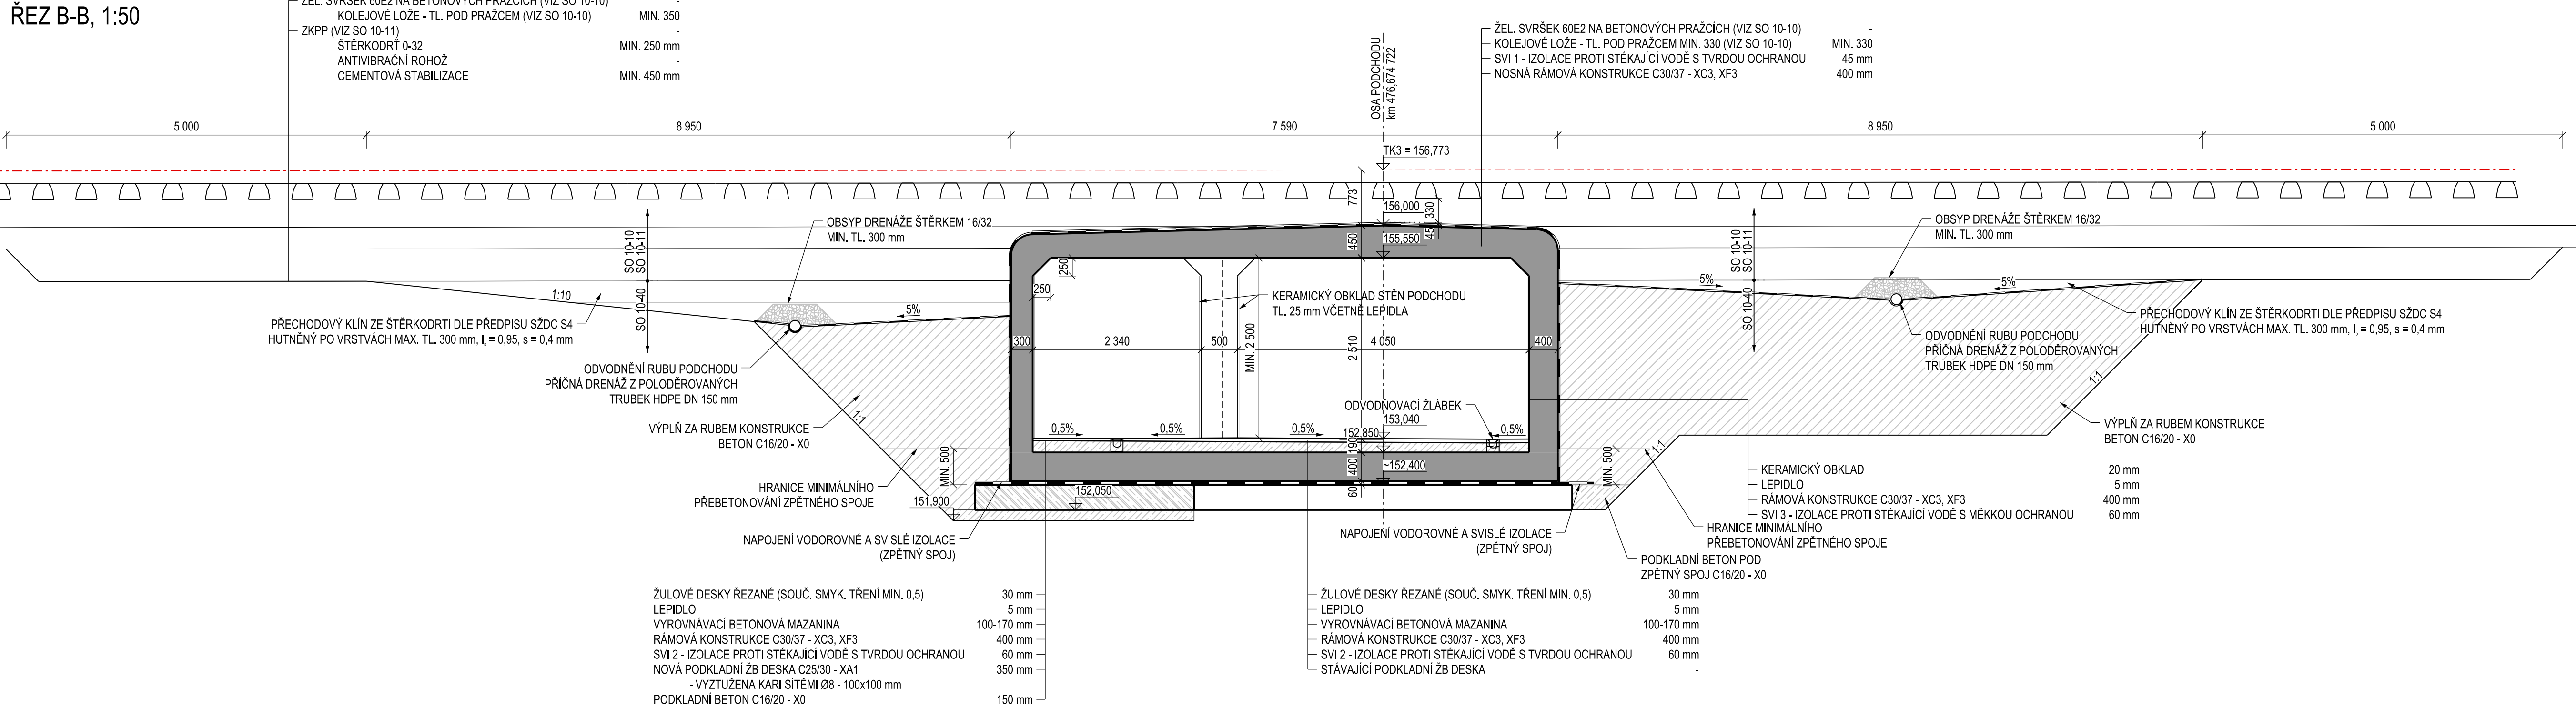 ŘEZ B-B, 1:50
ŽEL. SVRŠEK 60E2 NA BETONOVÝCH PRAŽCÍCH (VIZ SO 10-10) -
KOLEJOVÉ LOŽE - TL. POD PRAŽCEM (VIZ SO 10-10) MIN. 350
ZKPP (VIZ SO 10-11) -
ŠTĚRKODRŤ 0-32 MIN. 250 mm
ANTIVIBRAČNÍ ROHOŽ -
CEMENTOVÁ STABILIZACE MIN. 450 mm
ŽEL. SVRŠEK 60E2 NA BETONOVÝCH PRAŽCÍCH (VIZ SO 10-10) -
KOLEJOVÉ LOŽE - TL. POD PRAŽCEM MIN. 330 (VIZ SO 10-10) MIN. 330
SVI 1 - IZOLACE PROTI STÉKAJÍCÍ VODĚ S TVRDOU OCHRANOU 45 mm
NOSNÁ RÁMOVÁ KONSTRUKCE C30/37 - XC3, XF3 400 mm
OSA PODCHODU
km 476,674 722
5 000 8 950 7 590 8 950 5 000
TK3 = 156,773
773
156,000
330
45
450
155,550
SO 10-10
SO 10-11
SO 10-40
OBSYP DRENÁŽE ŠTĚRKEM 16/32
MIN. TL. 300 mm
1:10
5%
PŘECHODOVÝ KLÍN ZE ŠTĚRKODRTI DLE PŘEDPISU SŽDC S4
HUTNĚNÝ PO VRSTVÁCH MAX. TL. 300 mm, I = 0,95, s = 0,4 mm
ODVODNĚNÍ RUBU PODCHODU
PŘÍČNÁ DRENÁŽ Z POLODĚROVANÝCH
TRUBEK HDPE DN 150 mm
1:1
VÝPLŇ ZA RUBEM KONSTRUKCE
BETON C16/20 - X0
HRANICE MINIMÁLNÍHO
PŘEBETONOVÁNÍ ZPĚTNÉHO SPOJE
MIN. 500
151,900
152,050
NAPOJENÍ VODOROVNÉ A SVISLÉ IZOLACE
(ZPĚTNÝ SPOJ)
250
250
KERAMICKÝ OBKLAD STĚN PODCHODU
TL. 25 mm VČETNĚ LEPIDLA
300 2 340 500 4 050 400
MIN. 2 500
2 510
ODVODŇOVACÍ ŽLÁBEK
153,040
0,5% 0,5% 0,5% 0,5%
152,850
190
400
~152,400
60
MIN. 500
1:1
NAPOJENÍ VODOROVNÉ A SVISLÉ IZOLACE
(ZPĚTNÝ SPOJ)
SO 10-10
SO 10-11
SO 10-40
OBSYP DRENÁŽE ŠTĚRKEM 16/32
MIN. TL. 300 mm
5% 5%
PŘECHODOVÝ KLÍN ZE ŠTĚRKODRTI DLE PŘEDPISU SŽDC S4
HUTNĚNÝ PO VRSTVÁCH MAX. TL. 300 mm, I = 0,95, s = 0,4 mm
ODVODNĚNÍ RUBU PODCHODU
PŘÍČNÁ DRENÁŽ Z POLODĚROVANÝCH
TRUBEK HDPE DN 150 mm
1:1
VÝPLŇ ZA RUBEM KONSTRUKCE
BETON C16/20 - X0
KERAMICKÝ OBKLAD 20 mm
LEPIDLO 5 mm
RÁMOVÁ KONSTRUKCE C30/37 - XC3, XF3 400 mm
SVI 3 - IZOLACE PROTI STÉKAJÍCÍ VODĚ S MĚKKOU OCHRANOU 60 mm
HRANICE MINIMÁLNÍHO
PŘEBETONOVÁNÍ ZPĚTNÉHO SPOJE
PODKLADNÍ BETON POD
ZPĚTNÝ SPOJ C16/20 - X0
ŽULOVÉ DESKY ŘEZANÉ (SOUČ. SMYK. TŘENÍ MIN. 0,5) 30 mm
LEPIDLO 5 mm
VYROVNÁVACÍ BETONOVÁ MAZANINA 100-170 mm
RÁMOVÁ KONSTRUKCE C30/37 - XC3, XF3 400 mm
SVI 2 - IZOLACE PROTI STÉKAJÍCÍ VODĚ S TVRDOU OCHRANOU 60 mm
NOVÁ PODKLADNÍ ŽB DESKA C25/30 - XA1 350 mm
- VYZTUŽENA KARI SÍTĚMI Ø8 - 100x100 mm
PODKLADNÍ BETON C16/20 - X0 150 mm
ŽULOVÉ DESKY ŘEZANÉ (SOUČ. SMYK. TŘENÍ MIN. 0,5) 30 mm
LEPIDLO 5 mm
VYROVNÁVACÍ BETONOVÁ MAZANINA 100-170 mm
RÁMOVÁ KONSTRUKCE C30/37 - XC3, XF3 400 mm
SVI 2 - IZOLACE PROTI STÉKAJÍCÍ VODĚ S TVRDOU OCHRANOU 60 mm
STÁVAJÍCÍ PODKLADNÍ ŽB DESKA -